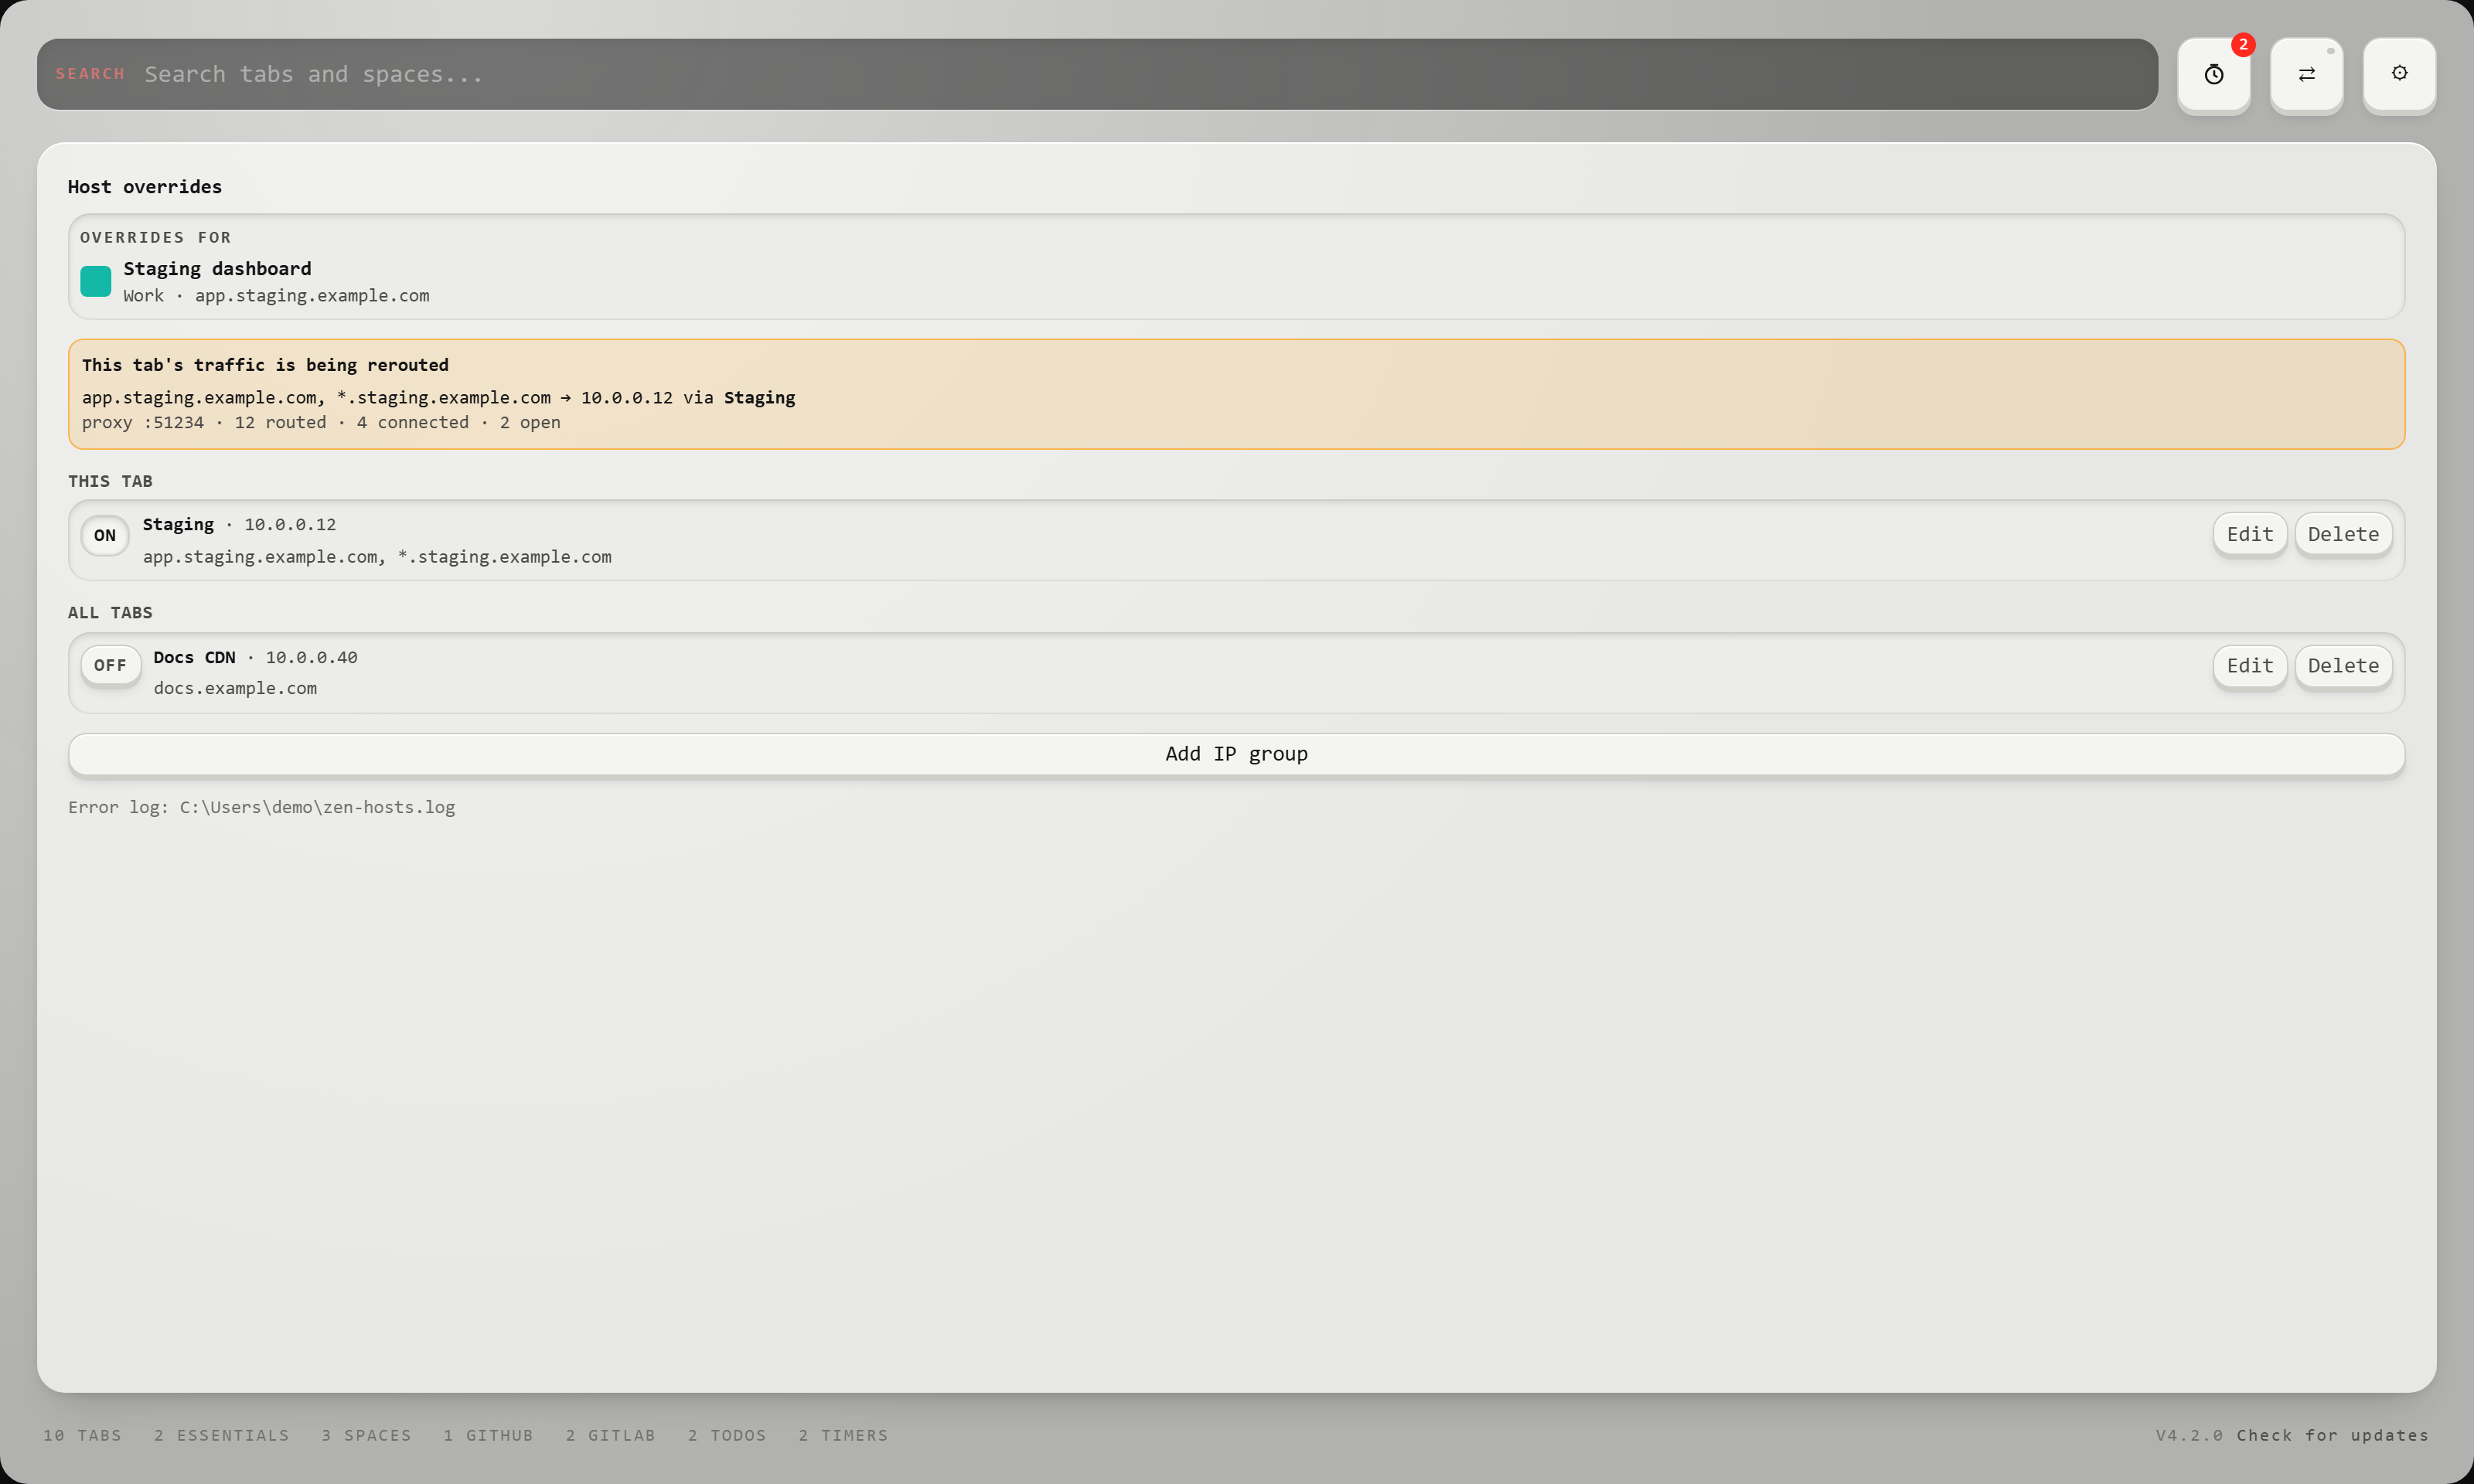 SEARCH Search tabs and spaces...
2
Host overrides
OVERRIDES FOR
Staging dashboard
Work · app.staging.example.com
This tab's traffic is being rerouted
app.staging.example.com, *.staging.example.com → 10.0.0.12 via Staging
proxy :51234 · 12 routed · 4 connected · 2 open
THIS TAB
ON
Staging · 10.0.0.12
app.staging.example.com, *.staging.example.com
Edit Delete
ALL TABS
OFF
Docs CDN · 10.0.0.40
docs.example.com
Edit Delete
Add IP group
Error log: C:\Users\demo\zen-hosts.log
10 TABS 2 ESSENTIALS 3 SPACES 1 GITHUB 2 GITLAB 2 TODOS 2 TIMERS
V4.2.0 Check for updates